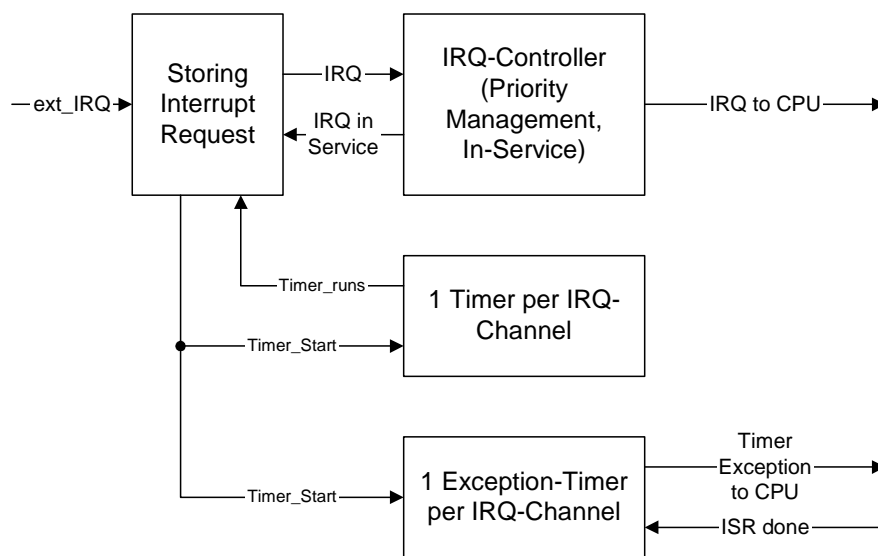 Storing
Interrupt
Request
ext_IRQ
IRQ
IRQ in
Service
IRQ-Controller
(Priority
Management,
In-Service)
IRQ to CPU
Timer_runs
1 Timer per IRQ-
Channel
Timer_Start
Timer_Start
1 Exception-Timer
per IRQ-Channel
Timer
Exception
to CPU
ISR done